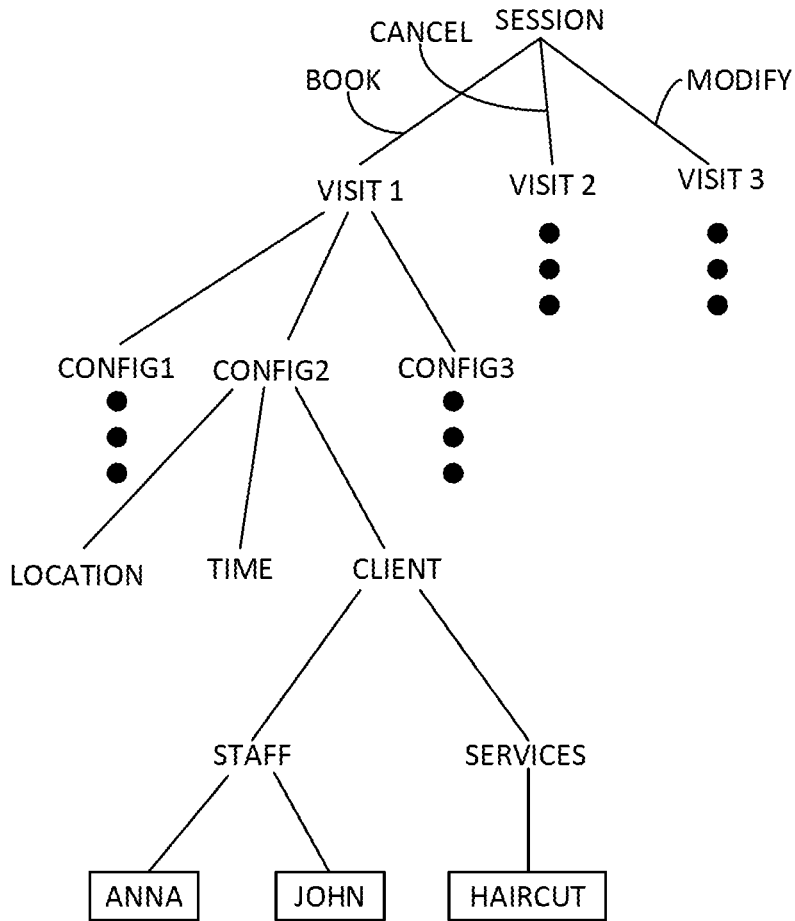 SESSION
CANCEL
BOOK
MODIFY
VISIT 1
VISIT 2
VISIT 3
CONFIG1
CONFIG2
CONFIG3
LOCATION
TIME
CLIENT
STAFF
SERVICES
ANNA
JOHN
HAIRCUT